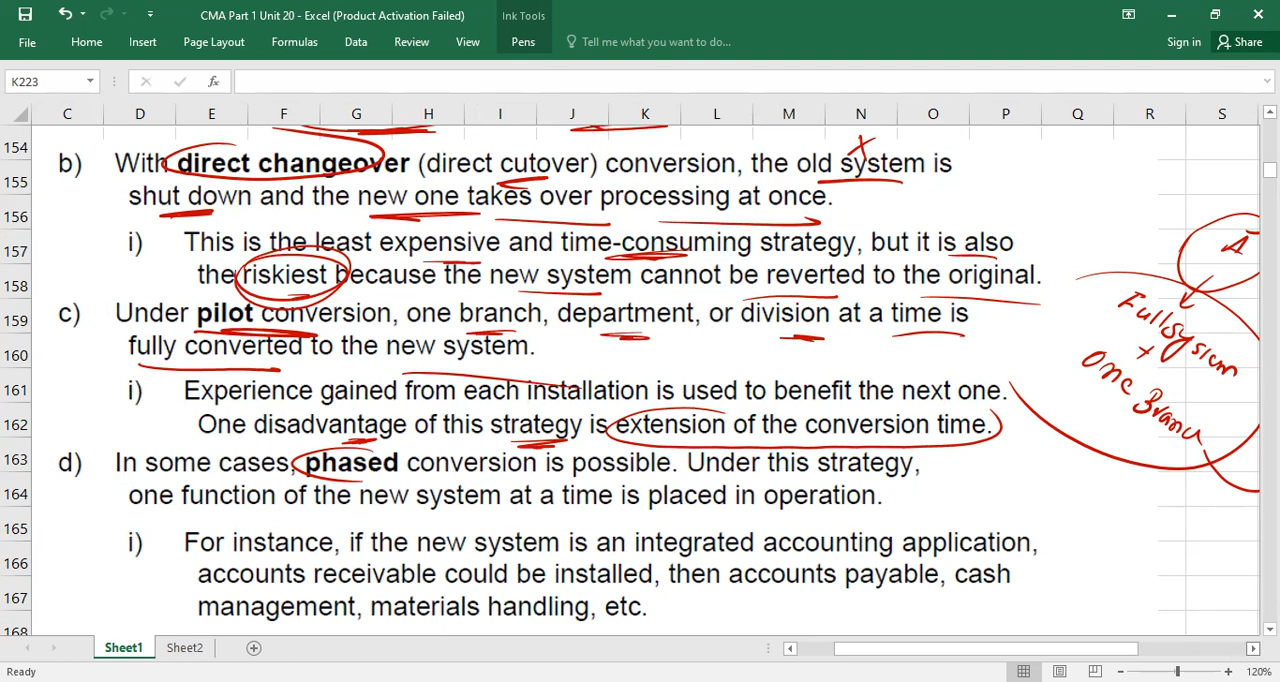 CMA Part 1 Unit 20 - Excel (Product Activation Failed)
Ink Tools
File Home Insert Page Layout Formulas Data Review View Pens Tell me what you want to do... Sign in Share
K223 fx
C D E F G H I J K L M N O P Q R S
154
b) With direct changeover (direct cutover) conversion, the old system is
155
shut down and the new one takes over processing at once.
156
157
i) This is the least expensive and time-consuming strategy, but it is also
A
158
the riskiest because the new system cannot be reverted to the original.
159
c) Under pilot conversion, one branch, department, or division at a time is
Full system
+
One Branch
160
fully converted to the new system.
161
i) Experience gained from each installation is used to benefit the next one.
162
One disadvantage of this strategy is extension of the conversion time.
163
d) In some cases, phased conversion is possible. Under this strategy,
164
one function of the new system at a time is placed in operation.
165
i) For instance, if the new system is an integrated accounting application,
166
accounts receivable could be installed, then accounts payable, cash
167
management, materials handling, etc.
168
Sheet1 Sheet2
Ready
120%